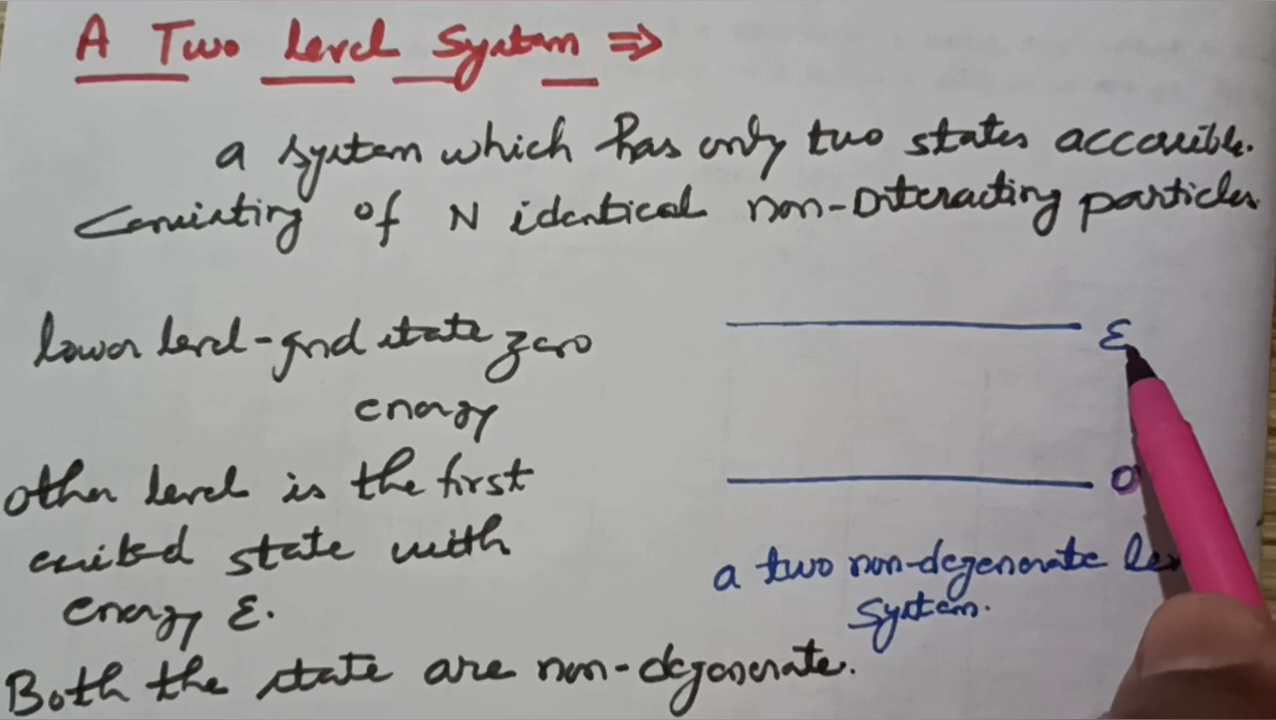 A Two Level System ⇒
a system which has only two states accessible.
Consisting of N identical non-Interacting particles
lower level-gnd state zero
energy
other level is the first
excited state with
energy ε.
Both the state are non-degenerate.
ε
0
a two non-degenerate le
system.